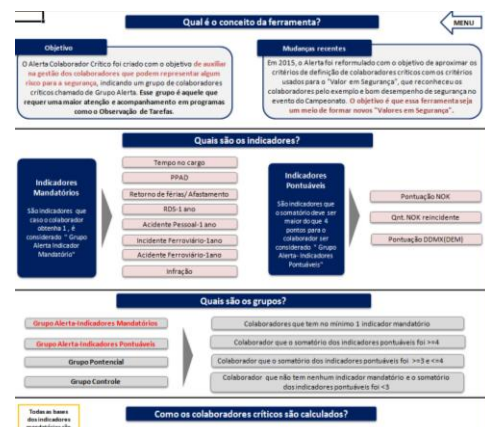 Qual é o conceito da ferramenta?
MENU
Objetivo
O Alerta Colaborador Crítico foi criado com o objetivo de auxiliar
na gestão dos colaboradores que podem representar algum
risco para a segurança, indicando um grupo de colaboradores
críticos chamado de Grupo Alerta. Esse grupo é aquele que
requer uma maior atenção e acompanhamento em programas
como o Observação de Tarefas.
Mudanças recentes
Em 2015, o Alerta foi reformulado com o objetivo de aproximar os
critérios de definição de colaboradores críticos com os critérios
usados para o "Valor em Segurança", que reconheceu os
colaboradores pelo exemplo e bom desempenho de segurança no
evento do Campeonato. O objetivo é que essa ferramenta seja
um meio de formar novos "Valores em Segurança".
Quais são os indicadores?
Indicadores
Mandatórios
São indicadores que
caso o colaborador
obtenha 1 , é
considerado " Grupo
Alerta Indicador
Mandatório"
Tempo no cargo
PPAD
Retorno de férias/ Afastamento
RDS-1 ano
Acidente Pessoal-1 ano
Incidente Ferroviário-1ano
Acidente Ferroviário-1ano
Infração
Indicadores
Pontuáveis
São indicadores que
o somatório deve ser
maior do que 4
pontos para o
colaborador ser
considerado " Grupo
Alerta- Indicadores
Pontuáveis"
Pontuação NOK
Qnt. NOK reincidente
Pontuação DDMX(DEM)
Quais são os grupos?
Grupo Alerta-Indicadores Mandatórios
Colaboradores que tem no mínimo 1 indicador mandatório
Grupo Alerta-Indicadores Pontuáveis
Colaborador que o somatório dos indicadores pontuáveis foi >=4
Grupo Pontencial
Colaborador que o somatório dos indicadores pontuáveis foi >=3 e <=4
Grupo Controle
Colaborador que não tem nenhum indicador mandatório e o somatório
dos indicadores pontuáveis foi <3
Todas as bases
dos indicadores
mandatórios são
Como os colaboradores críticos são calculados?